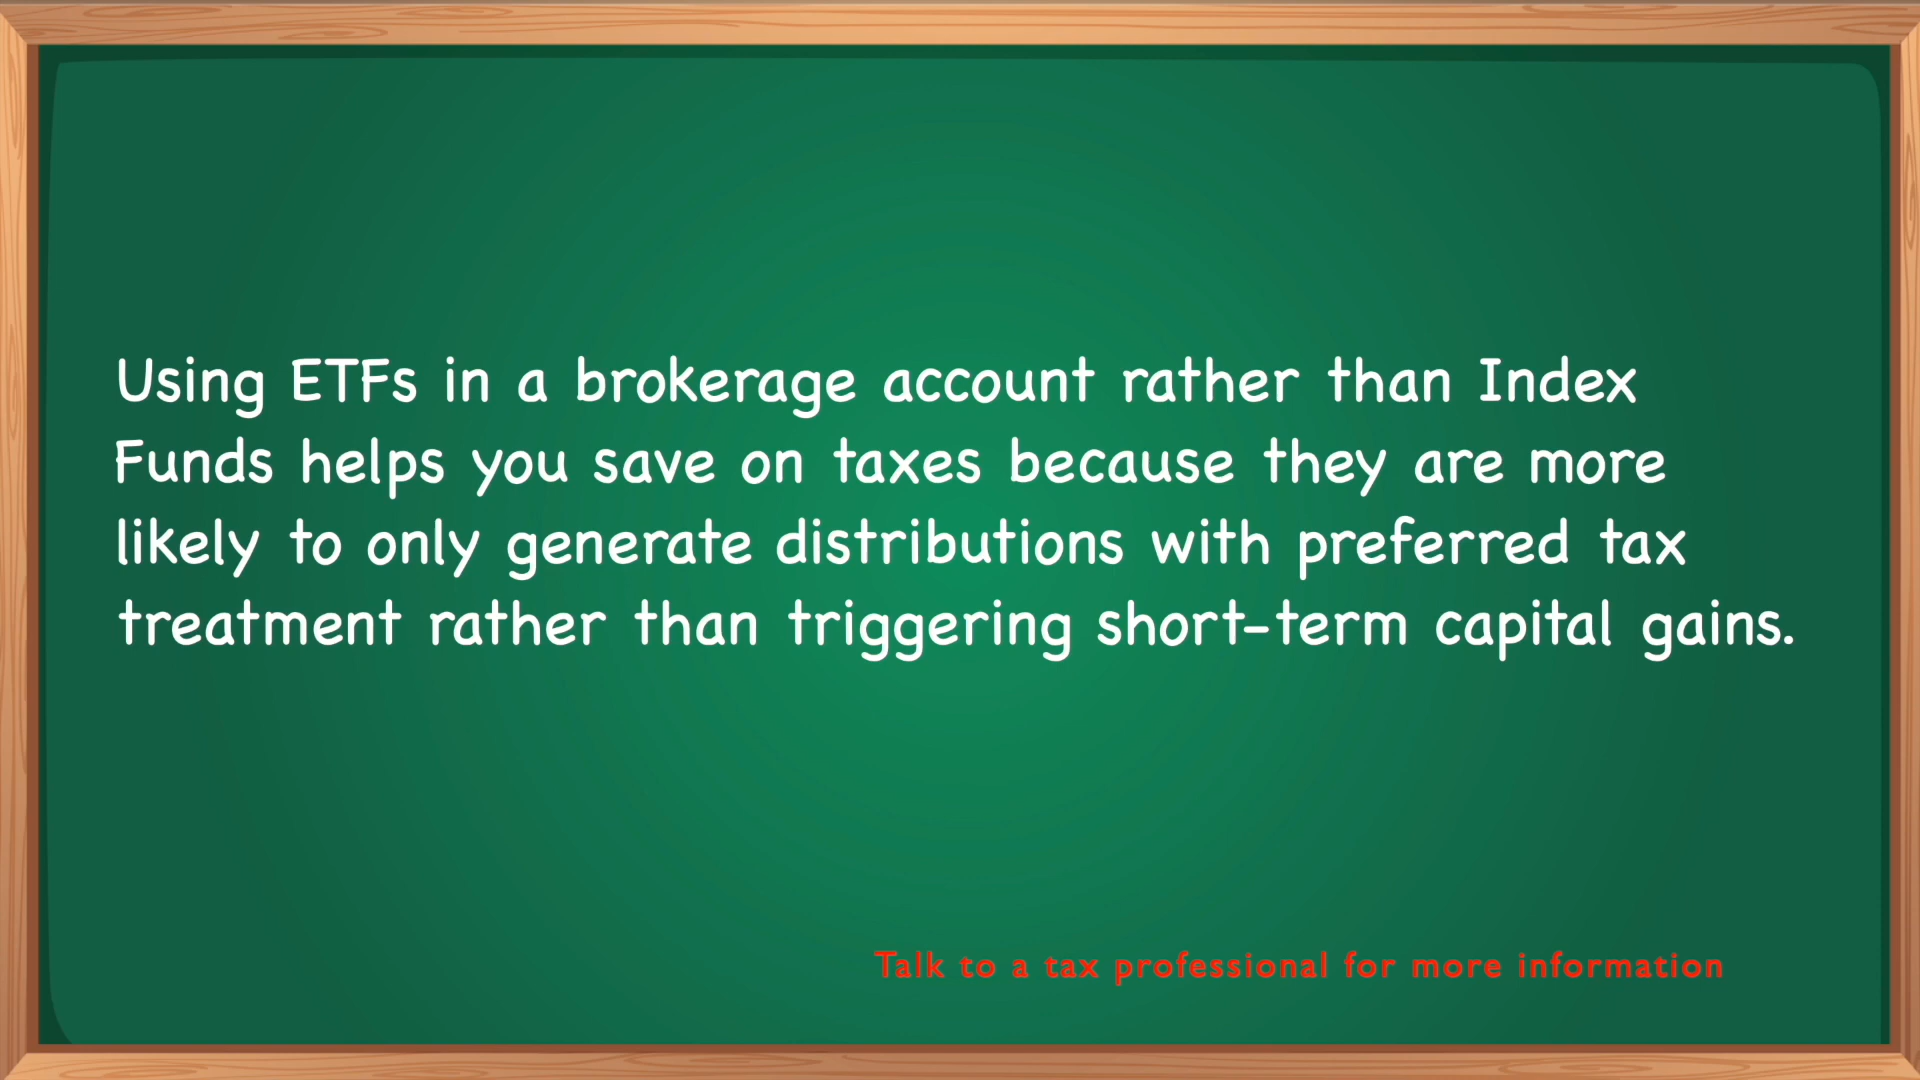 Using ETFs in a brokerage account rather than Index
Funds helps you save on taxes because they are more
likely to only generate distributions with preferred tax
treatment rather than triggering short-term capital gains.
Talk to a tax professional for more information